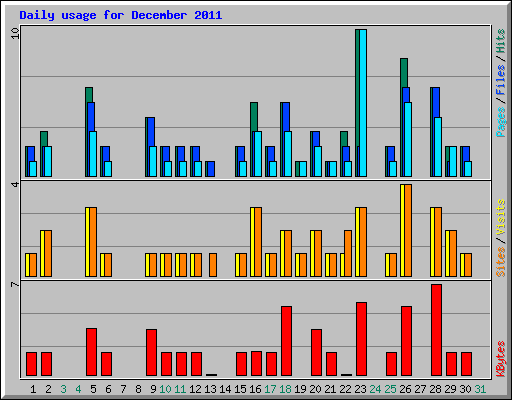 Daily usage for December 2011
10
Pages / Files / Hits
4
Sites / Visits
7
KBytes
1 2 3 4 5 6 7 8 9 10 11 12 13 14 15 16 17 18 19 20 21 22 23 24 25 26 27 28 29 30 31